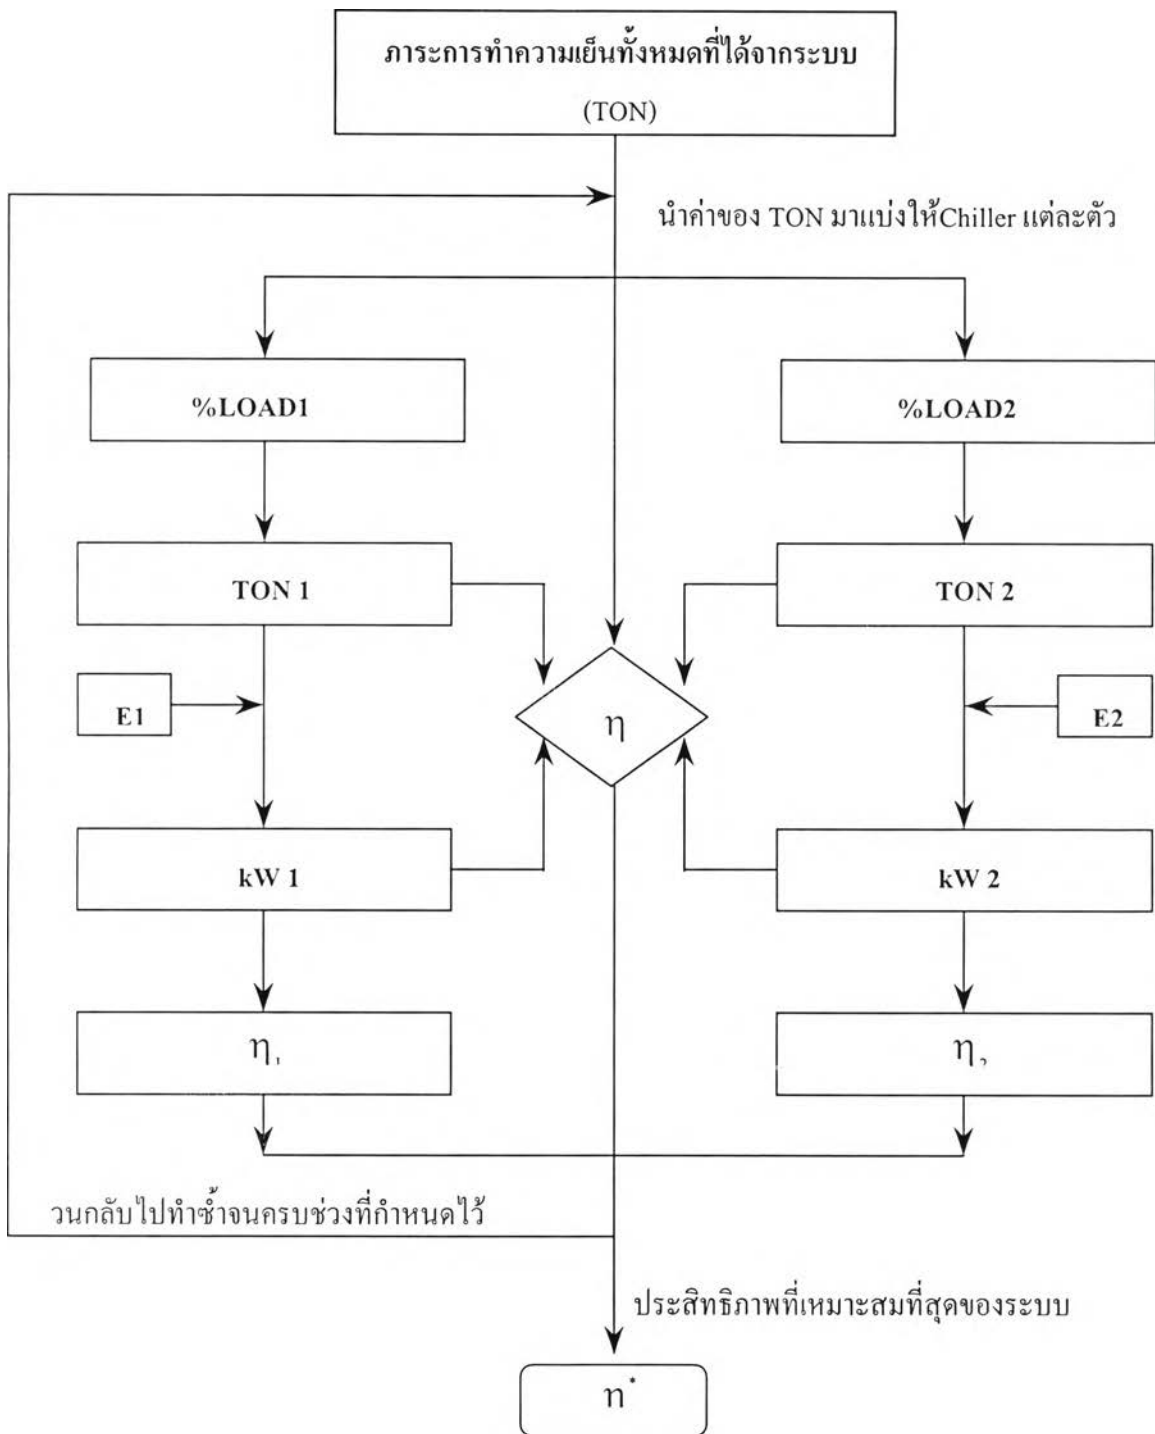 ภาระการทำความเย็นทั้งหมดที่ได้จากระบบ
(TON)
นำค่าของ TON มาแบ่งให้Chiller แต่ละตัว
%LOAD1
%LOAD2
TON 1
TON 2
E1
η
E2
kW 1
kW 2
η₁
η₂
วนกลับไปทำซ้ำจนครบช่วงที่กำหนดไว้
ประสิทธิภาพที่เหมาะสมที่สุดของระบบ
η*